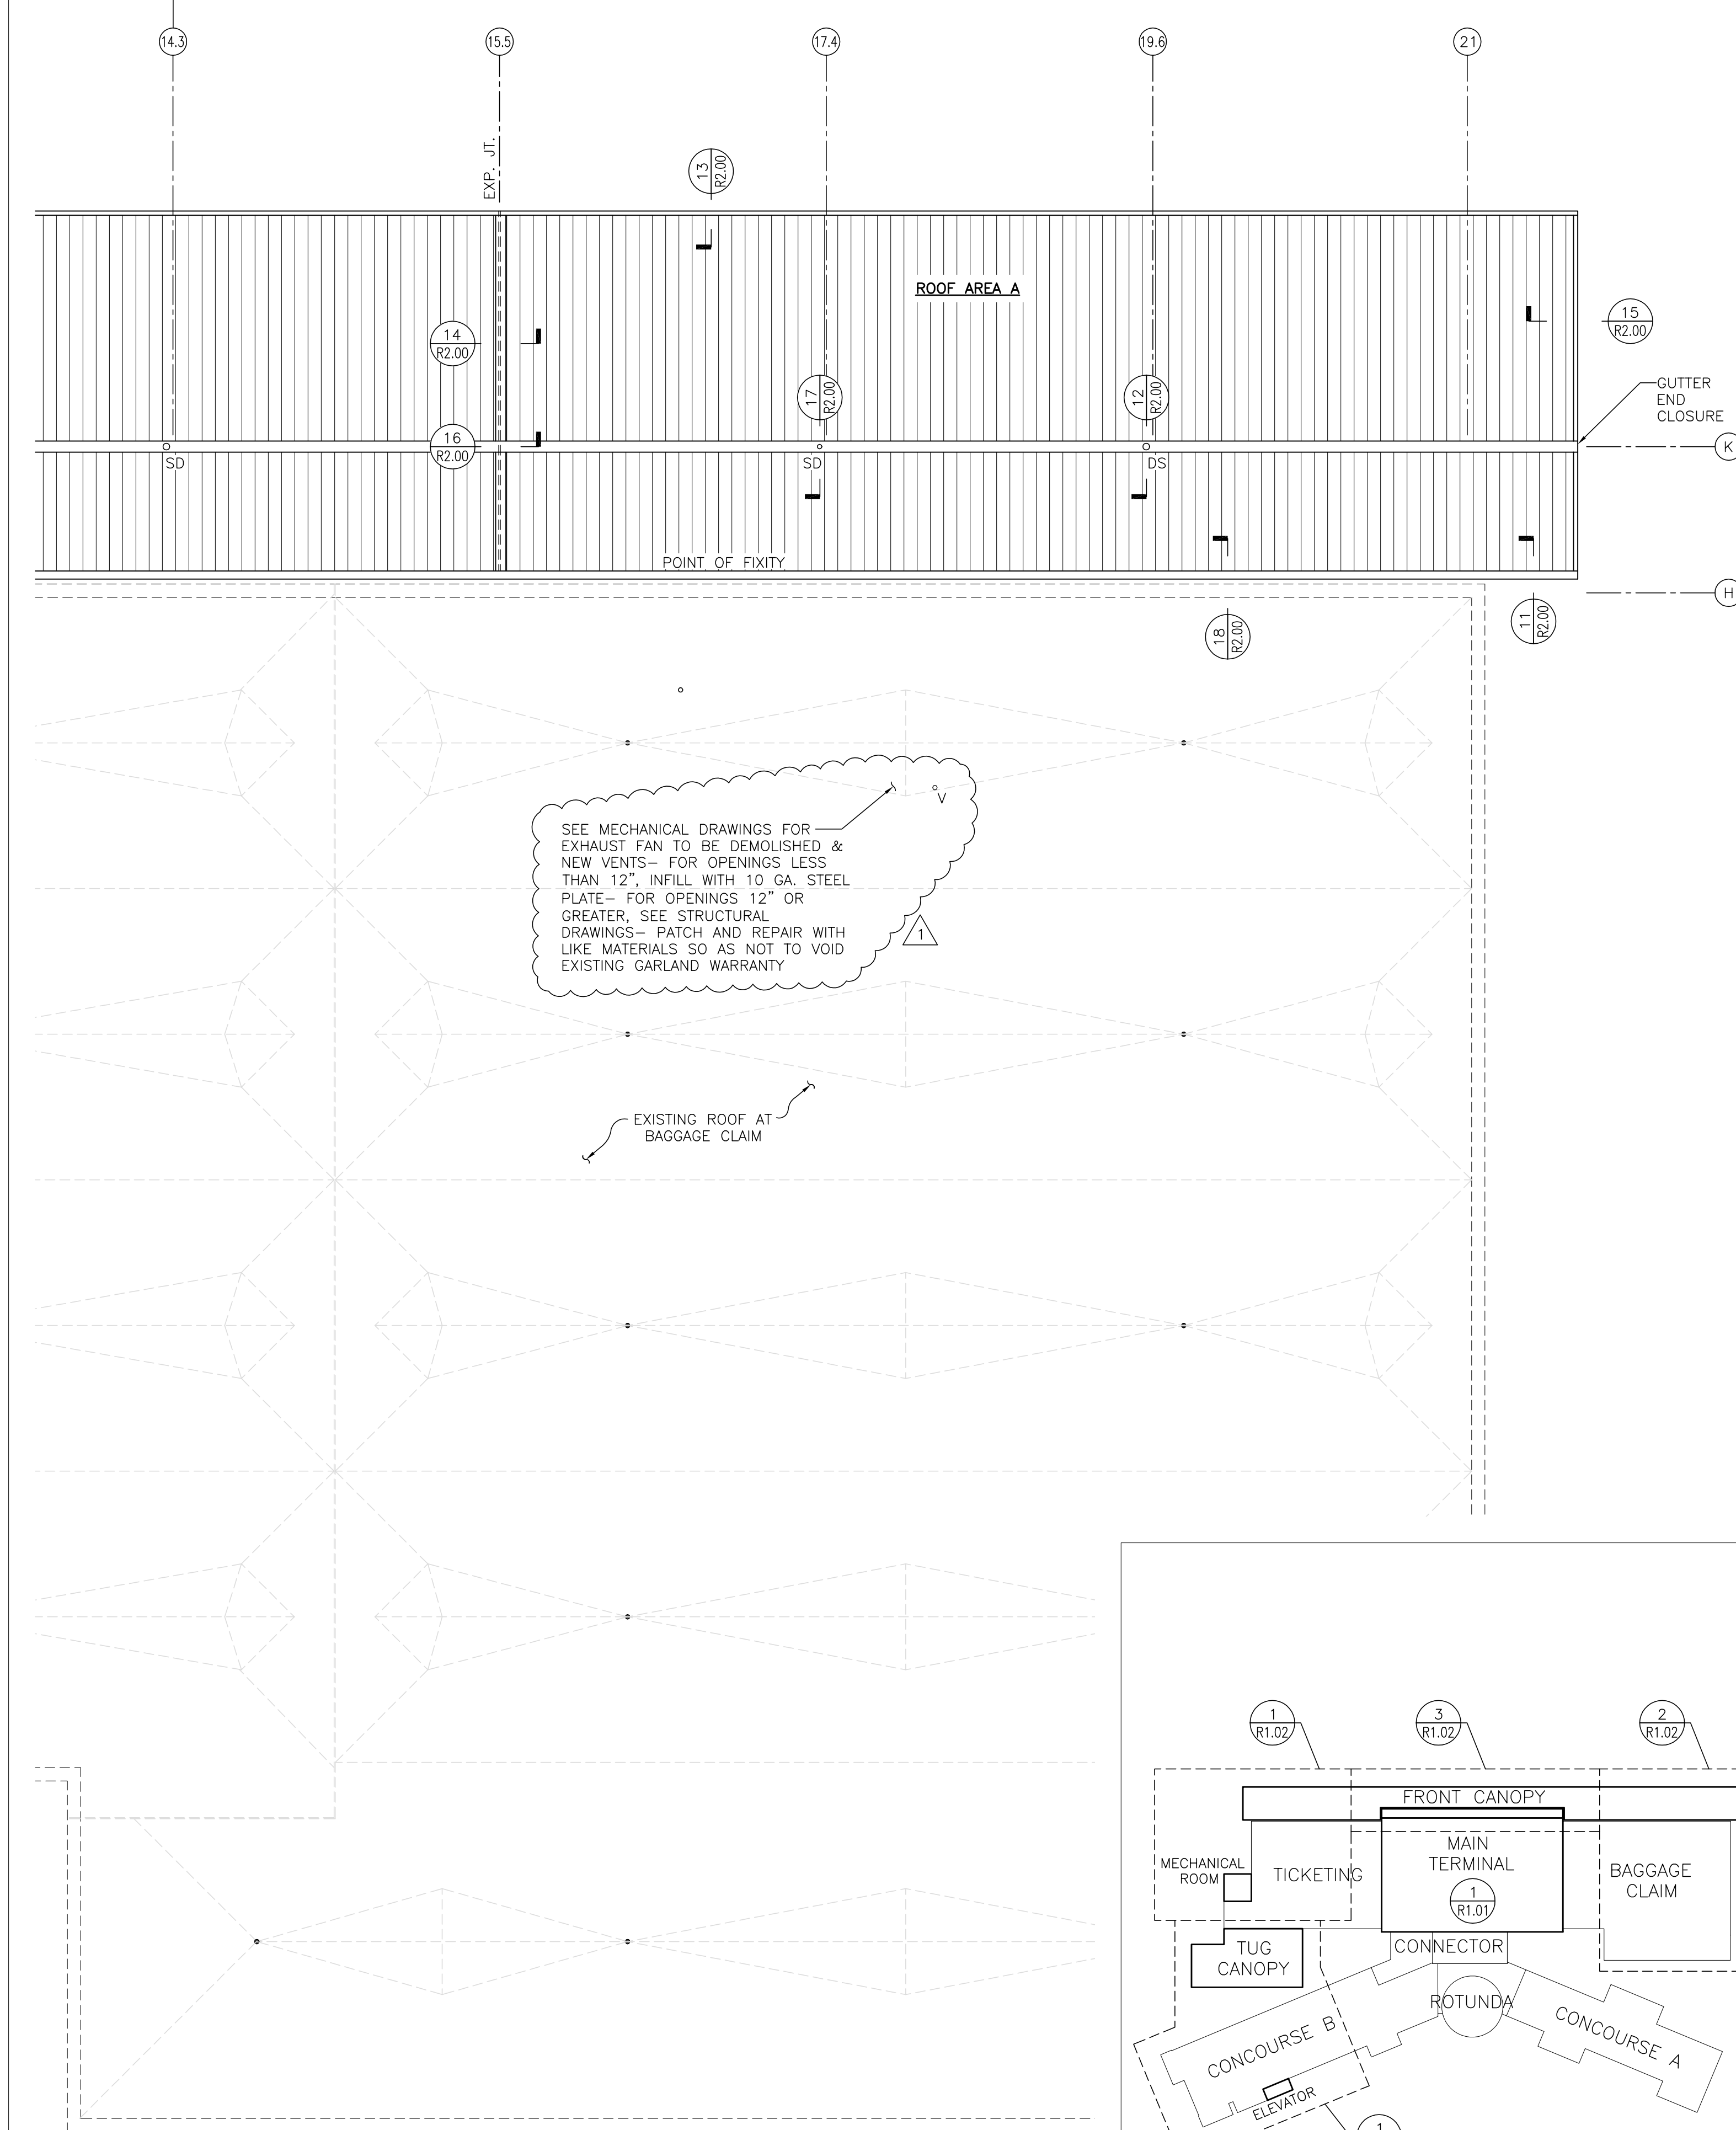 14.3
15.5
17.4
19.6
21
EXP. JT.
13
R2.00
ROOF AREA A
14
R2.00
15
R2.00
17
R2.00
12
R2.00
GUTTER
END
CLOSURE
16
R2.00
K
SD
SD
DS
POINT OF FIXITY
H
18
R2.00
11
R2.00
V
SEE MECHANICAL DRAWINGS FOR
EXHAUST FAN TO BE DEMOLISHED &
NEW VENTS– FOR OPENINGS LESS
THAN 12", INFILL WITH 10 GA. STEEL
PLATE– FOR OPENINGS 12" OR
GREATER, SEE STRUCTURAL
DRAWINGS– PATCH AND REPAIR WITH
LIKE MATERIALS SO AS NOT TO VOID
EXISTING GARLAND WARRANTY
1
EXISTING ROOF AT
BAGGAGE CLAIM
1
R1.02
3
R1.02
2
R1.02
FRONT CANOPY
MECHANICAL
ROOM
TICKETING
MAIN
TERMINAL
1
R1.01
BAGGAGE
CLAIM
TUG
CANOPY
CONNECTOR
ROTUNDA
CONCOURSE B
CONCOURSE A
ELEVATOR
1